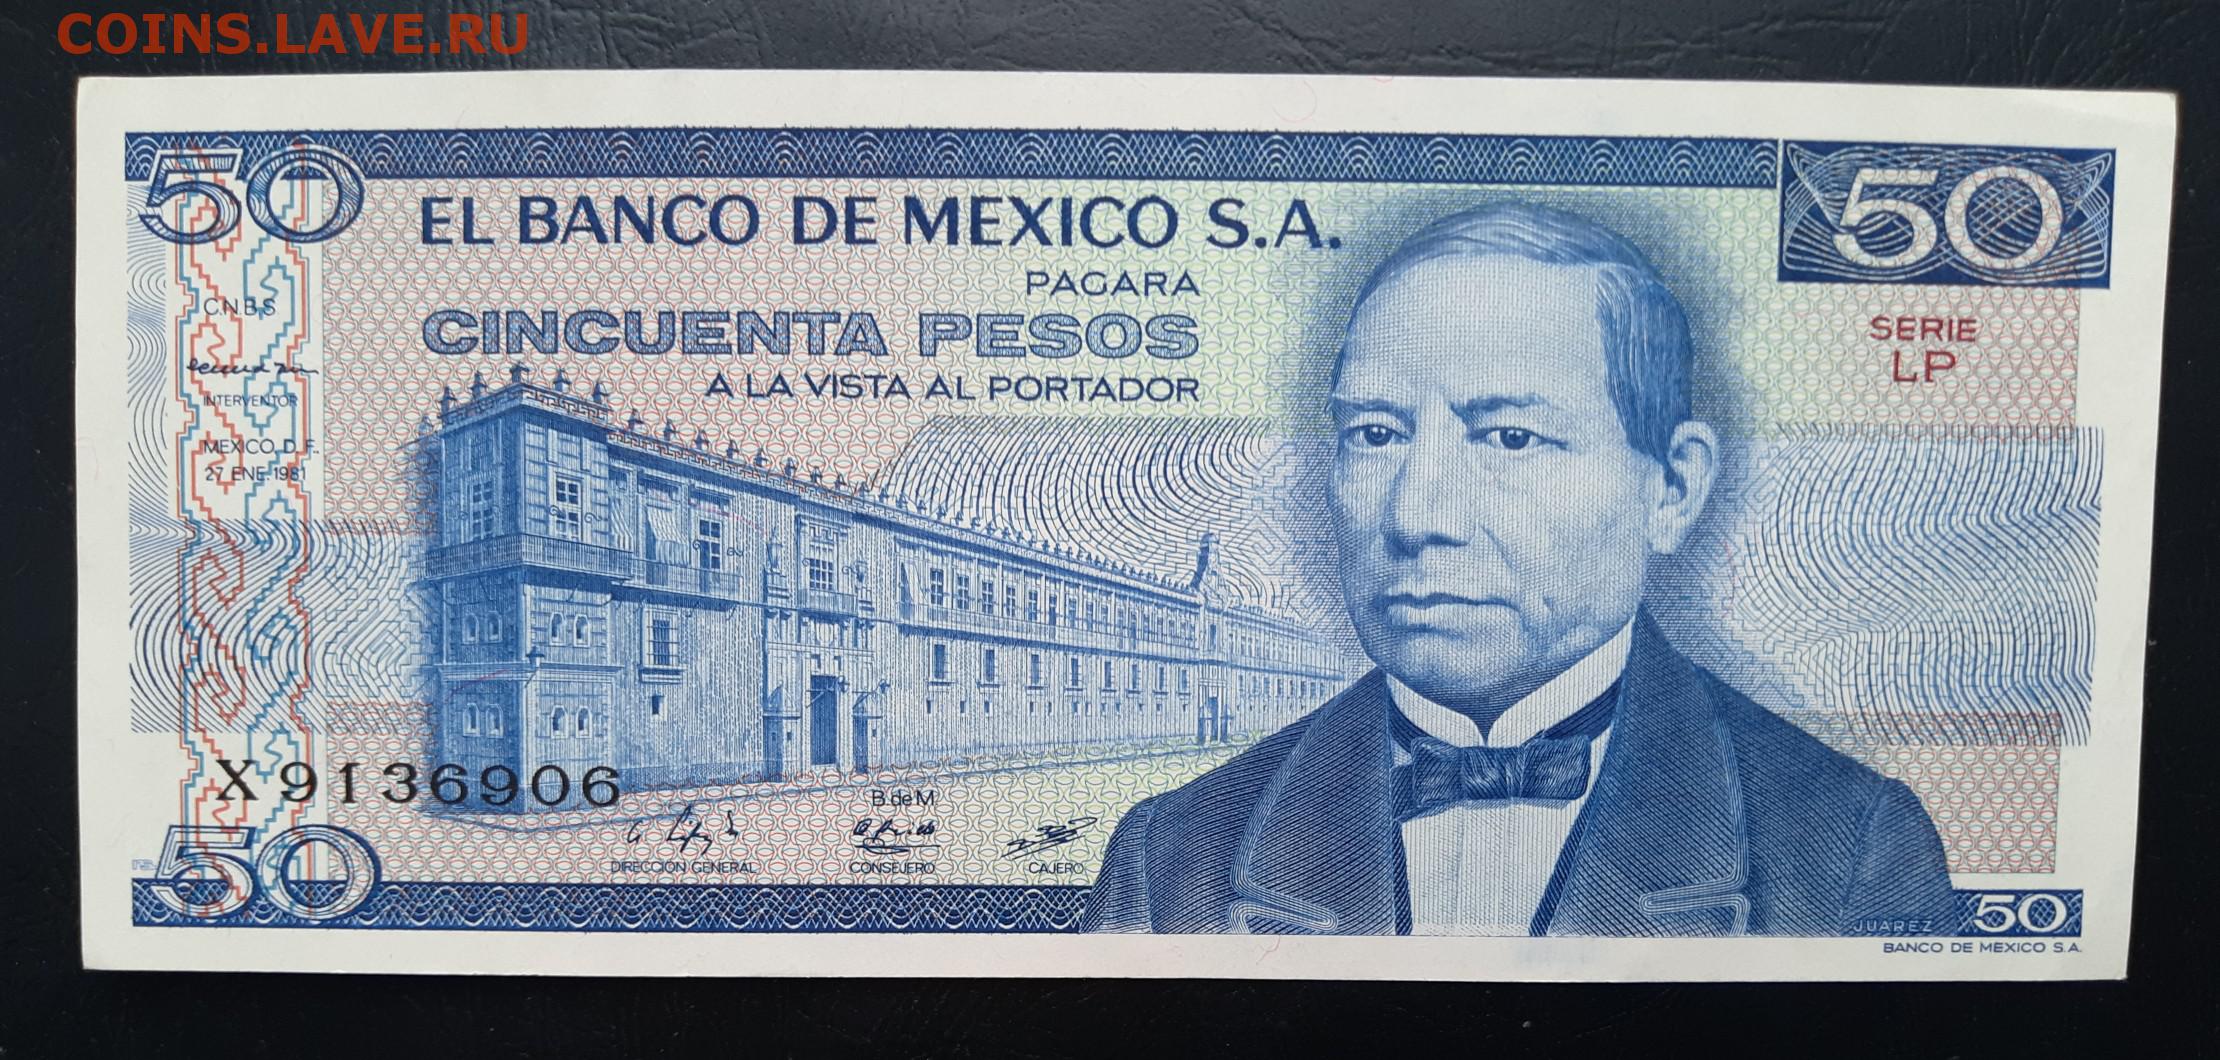 COINS.LAVE.RU
50
50
EL BANCO DE MEXICO S.A.
PAGARA
CINCUENTA PESOS
A LA VISTA AL PORTADOR
SERIE
LP
C.N.B.S
INTERVENTOR
MEXICO, D.F.
27 ENE. 1981
X9136906
B. de M.
DIRECCION GENERAL
CONSEJERO
CAJERO
50
JUAREZ
50
BANCO DE MEXICO S.A.